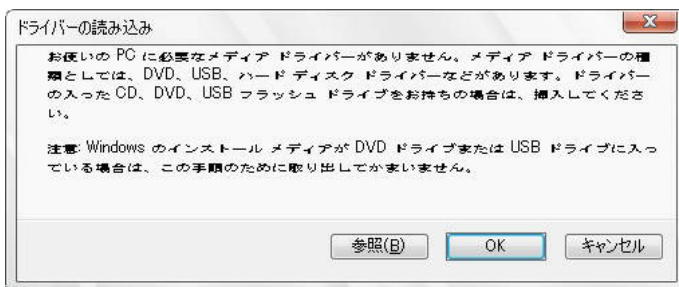 ドライバーの読み込み
お使いの PC に必要なメディア ドライバーがありません。メディア ドライバーの種
類としては、DVD、USB、ハード ディスク ドライバーなどがあります。ドライバー
の入った CD、DVD、USB フラッシュ ドライブをお持ちの場合は、挿入してくださ
い。
注意: Windows のインストール メディアが DVD ドライブまたは USB ドライブに入っ
ている場合は、この手順のために取り出してかまいません。
参照(B)
OK
キャンセル